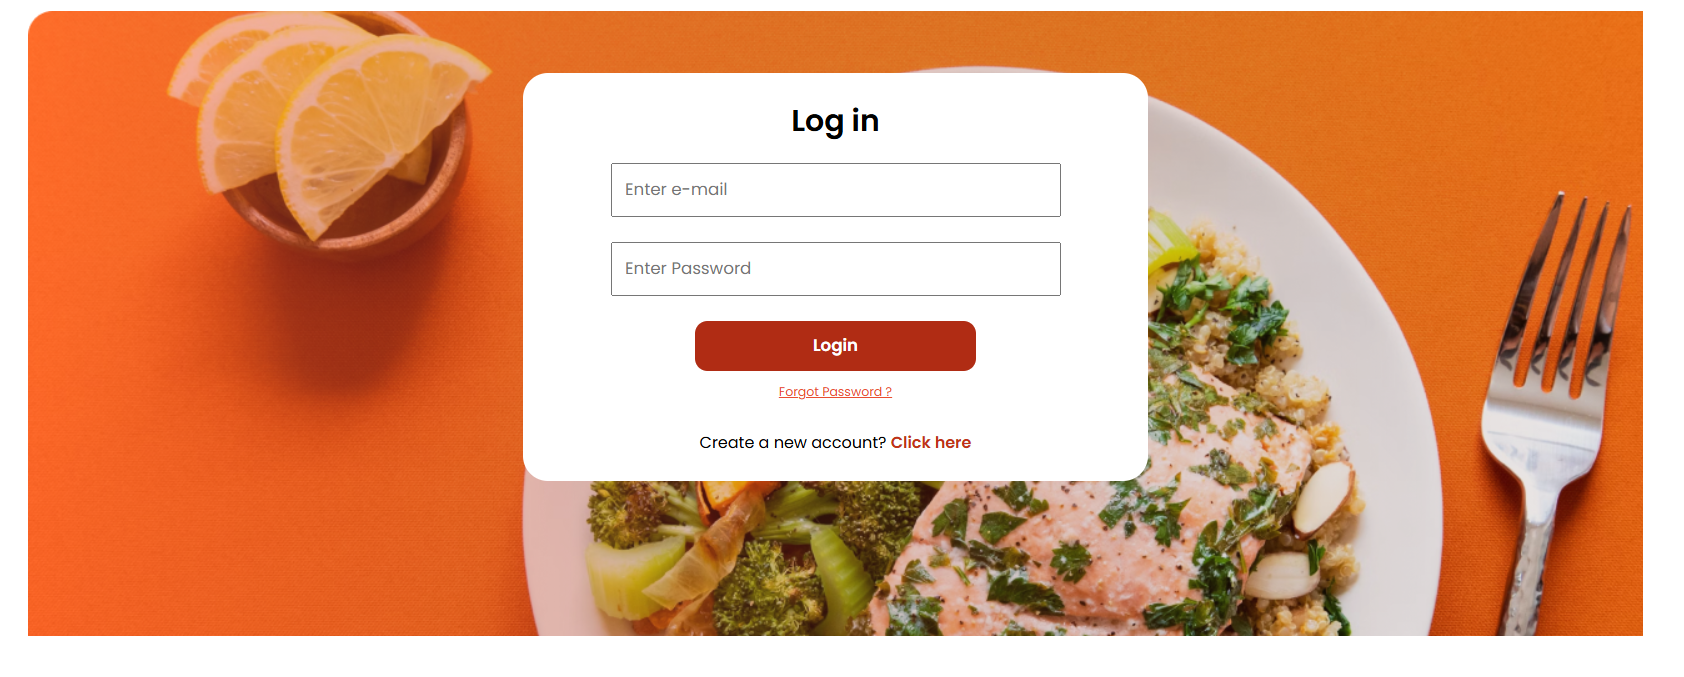 Log in
Enter e-mail
Enter Password
Login
Forgot Password ?
Create a new account? Click here